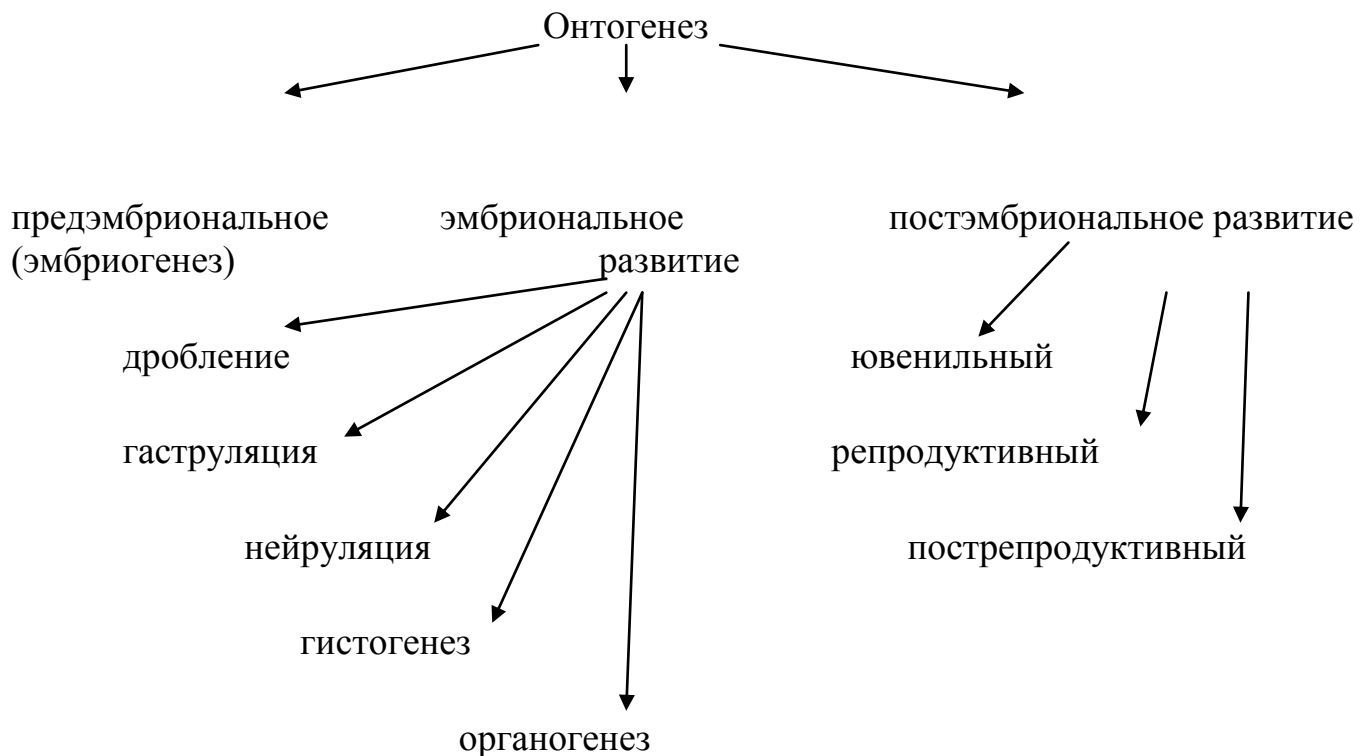 Онтогенез
предэмбриональное эмбриональное постэмбриональное развитие
(эмбриогенез) развитие
дробление ювенильный
гаструляция репродуктивный
нейруляция пострепродуктивный
гистогенез
органогенез